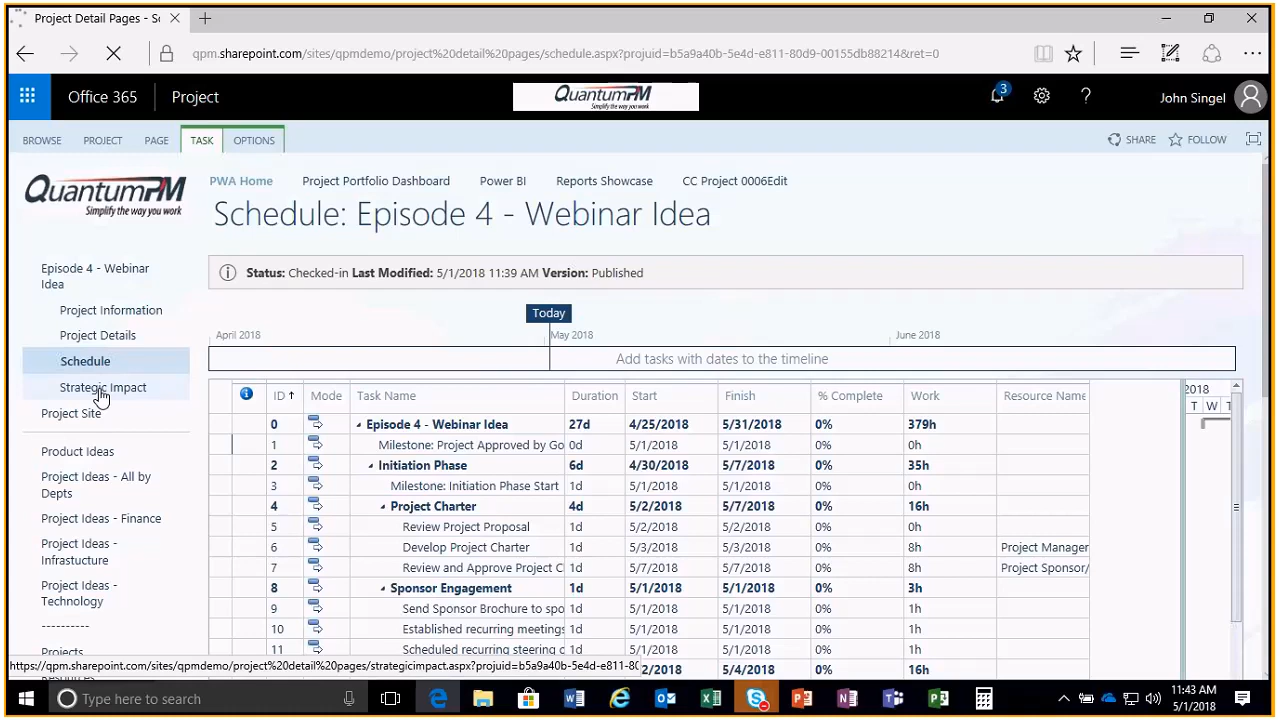 Project Detail Pages - Sc
qpm.sharepoint.com/sites/qpmdemo/project%20detail%20pages/schedule.aspx?projuid=b5a9a40b-5e4d-e811-80d9-00155db88214&ret=0
Office 365 Project
QuantumPM
Simplify the way you work
3
John Singel
BROWSE PROJECT PAGE TASK OPTIONS
SHARE FOLLOW
QuantumPM
Simplify the way you work
PWA Home Project Portfolio Dashboard Power BI Reports Showcase CC Project 0006Edit
Schedule: Episode 4 - Webinar Idea
Episode 4 - Webinar
Idea
Project Information
Project Details
Schedule
Strategic Impact
Project Site
Product Ideas
Project Ideas - All by
Depts
Project Ideas - Finance
Project Ideas -
Infrastucture
Project Ideas -
Technology
----------
Projects
Status: Checked-in Last Modified: 5/1/2018 11:39 AM Version: Published
Today
April 2018 May 2018 June 2018
Add tasks with dates to the timeline
ID Mode Task Name Duration Start Finish % Complete Work Resource Name 2018
T W T
0 Episode 4 - Webinar Idea 27d 4/25/2018 5/31/2018 0% 379h
1 Milestone: Project Approved by Go 0d 5/1/2018 5/1/2018 0% 0h
2 Initiation Phase 6d 4/30/2018 5/7/2018 0% 35h
3 Milestone: Initiation Phase Start 1d 5/1/2018 5/1/2018 0% 0h
4 Project Charter 4d 5/2/2018 5/7/2018 0% 16h
5 Review Project Proposal 1d 5/2/2018 5/2/2018 0% 0h
6 Develop Project Charter 1d 5/3/2018 5/3/2018 0% 8h Project Manager
7 Review and Approve Project C 1d 5/3/2018 5/3/2018 0% 8h Project Sponsor/
8 Sponsor Engagement 1d 5/1/2018 5/1/2018 0% 3h
9 Send Sponsor Brochure to spo 1d 5/1/2018 5/1/2018 0% 1h
10 Established recurring meetings 1d 5/1/2018 5/1/2018 0% 1h
11 Scheduled recurring steering c 1d 5/1/2018 5/1/2018 0% 1h
2/2018 5/4/2018 0% 16h
https://qpm.sharepoint.com/sites/qpmdemo/project%20detail%20pages/strategicimpact.aspx?projuid=b5a9a40b-5e4d-e811-80
Type here to search
11:43 AM
5/1/2018